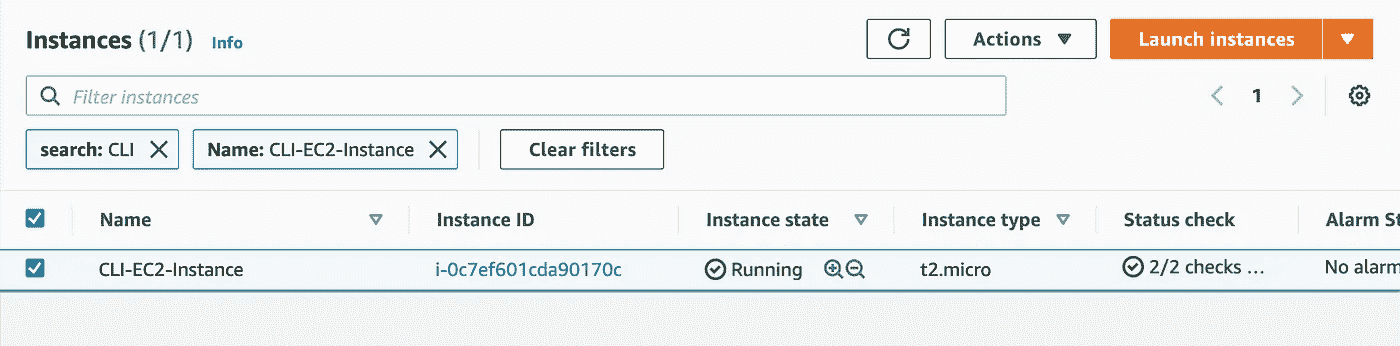 Instances (1/1) Info Actions Launch instances
Filter instances 1
search: CLI Name: CLI-EC2-Instance Clear filters
Name Instance ID Instance state Instance type Status check Alarm St
CLI-EC2-Instance i-0c7ef601cda90170c Running t2.micro 2/2 checks ... No alarm